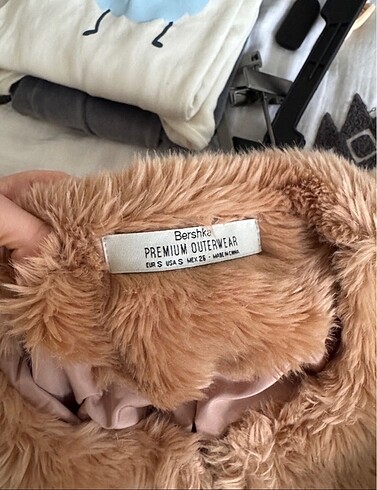 Bershka
PREMIUM OUTERWEAR
EUR S USA S MEX 26 - MADE IN CHINA